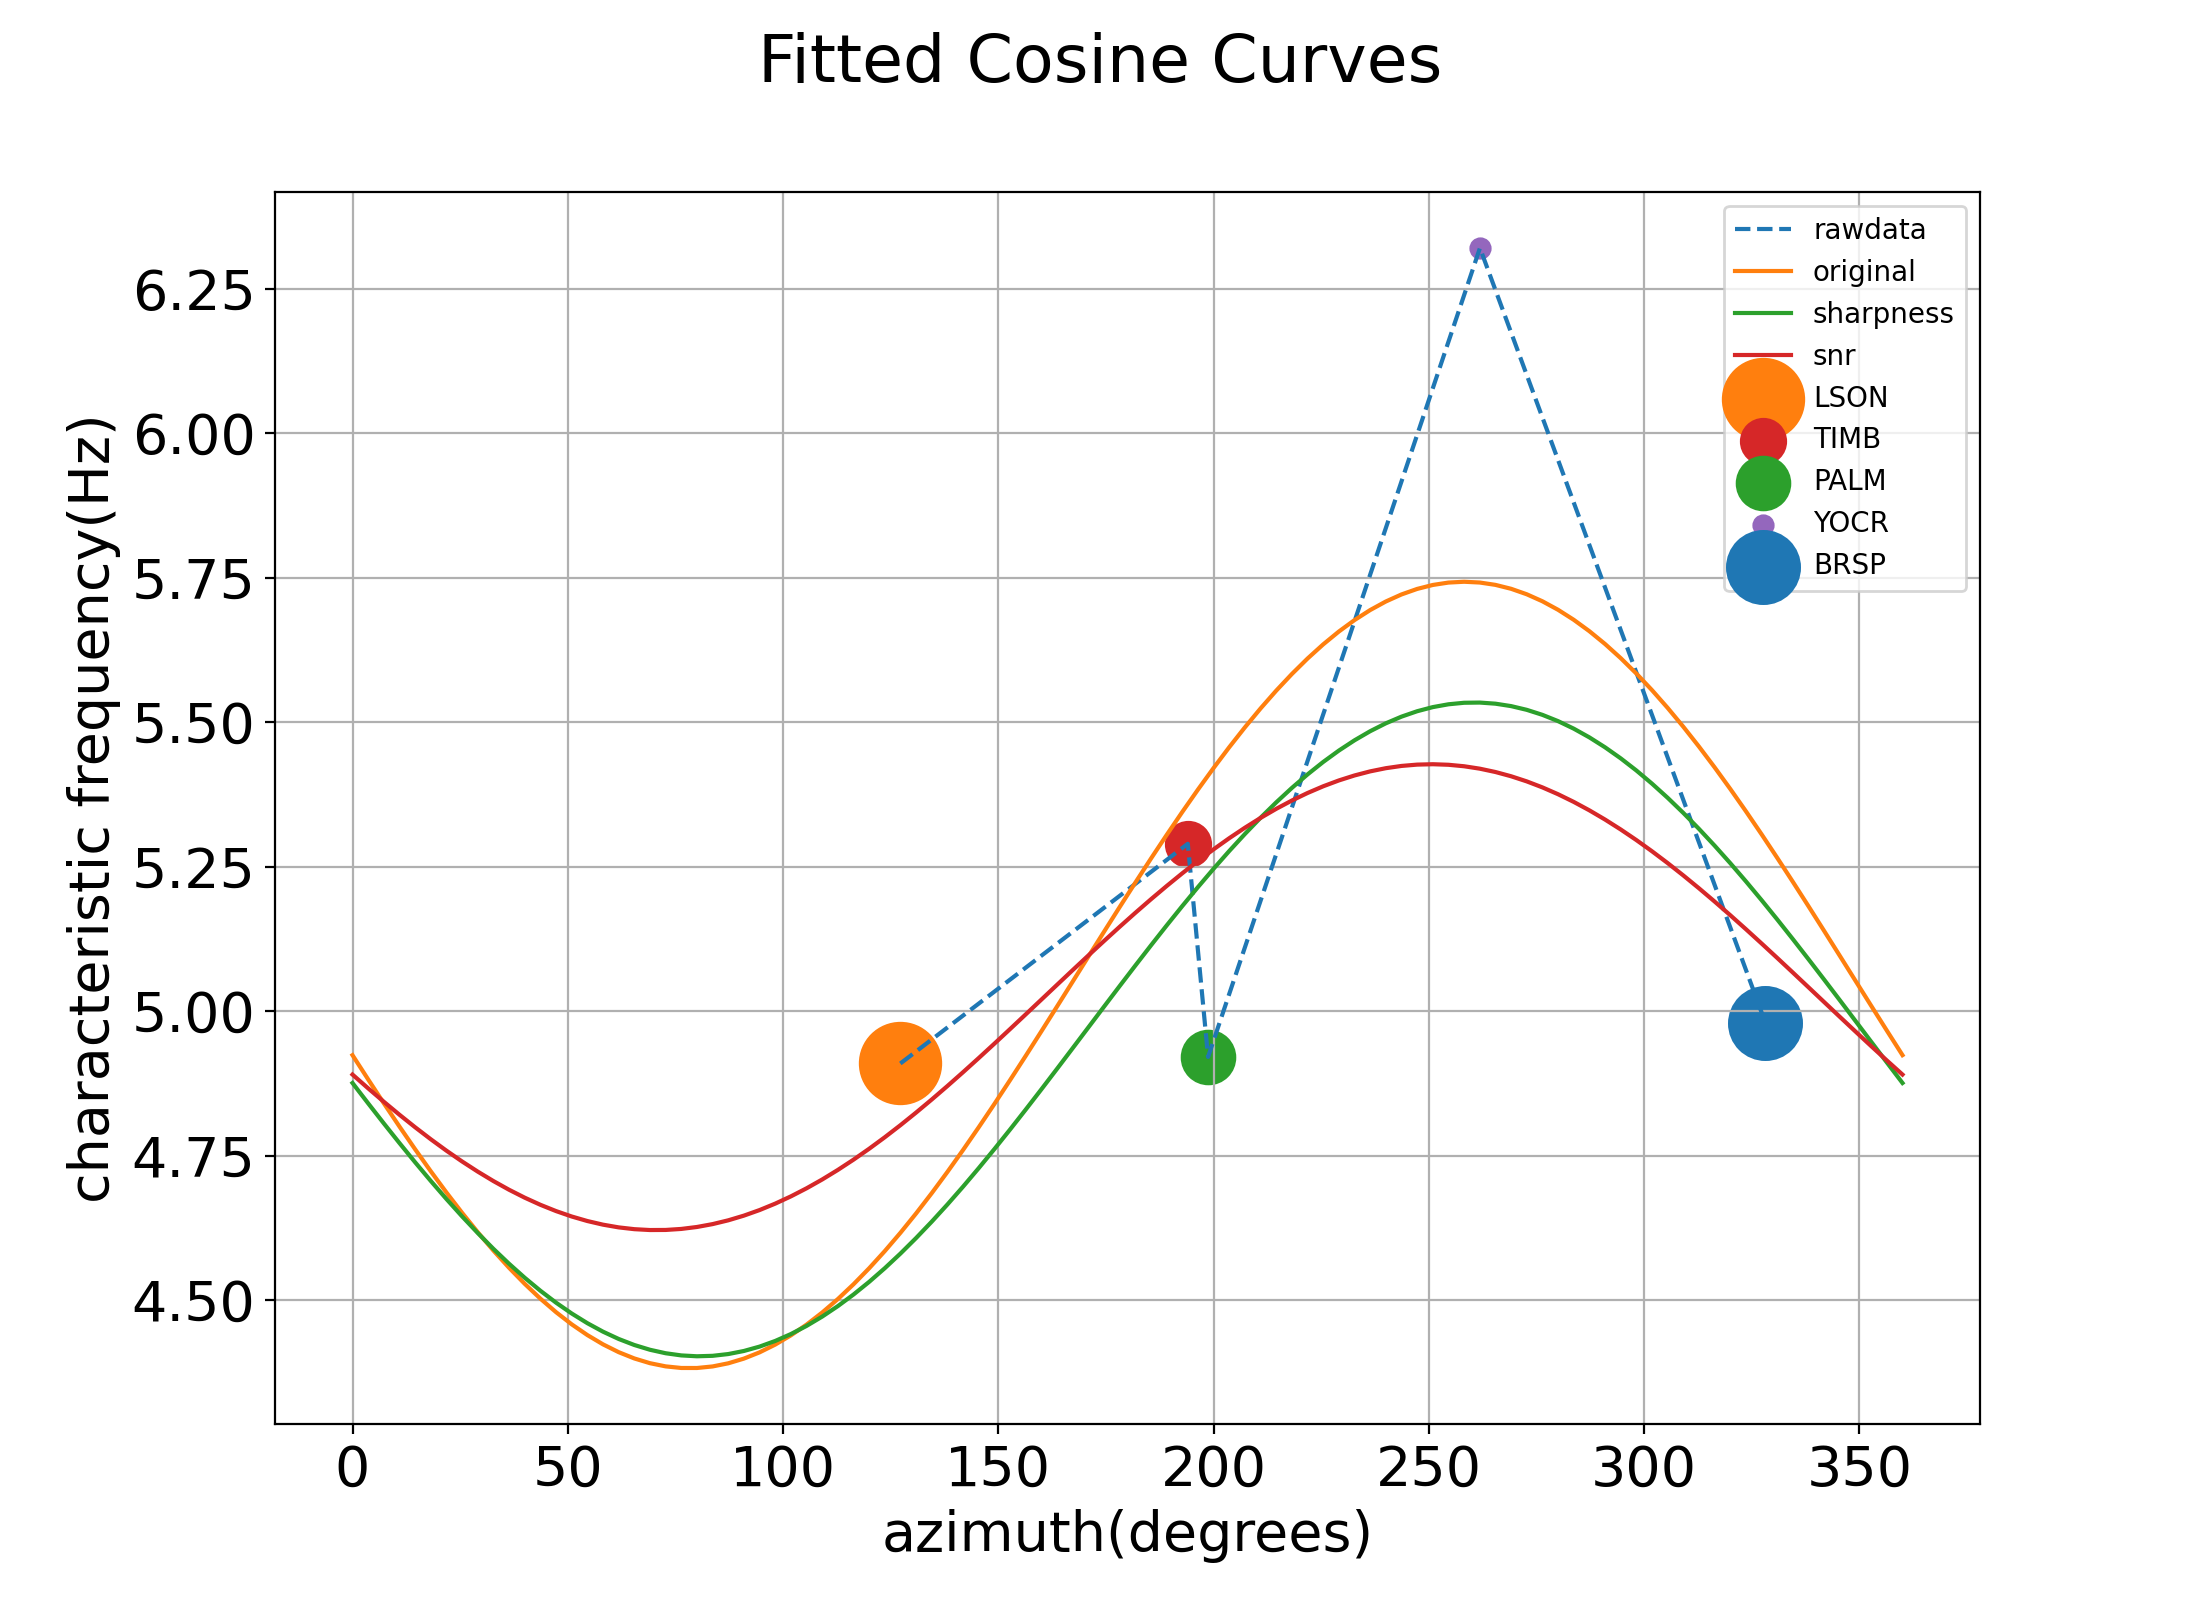 Fitted Cosine Curves
characteristic frequency(Hz)
6.25
6.00
5.75
5.50
5.25
5.00
4.75
4.50
rawdata
original
sharpness
snr
LSON
TIMB
PALM
YOCR
BRSP
0 50 100 150 200 250 300 350
azimuth(degrees)